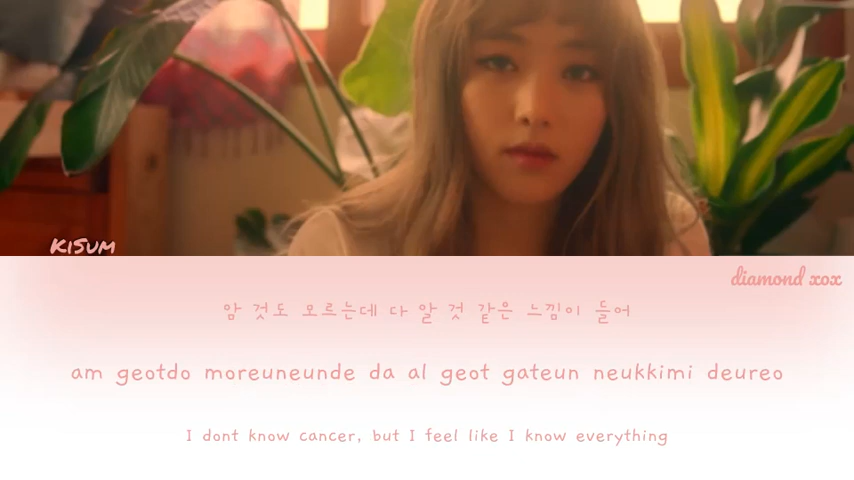 KISUM
diamond xox
암 것도 모르는데 다 알 것 같은 느낌이 들어
am geotdo moreuneunde da al geot gateun neukkimi deureo
I dont know cancer, but I feel like I know everything